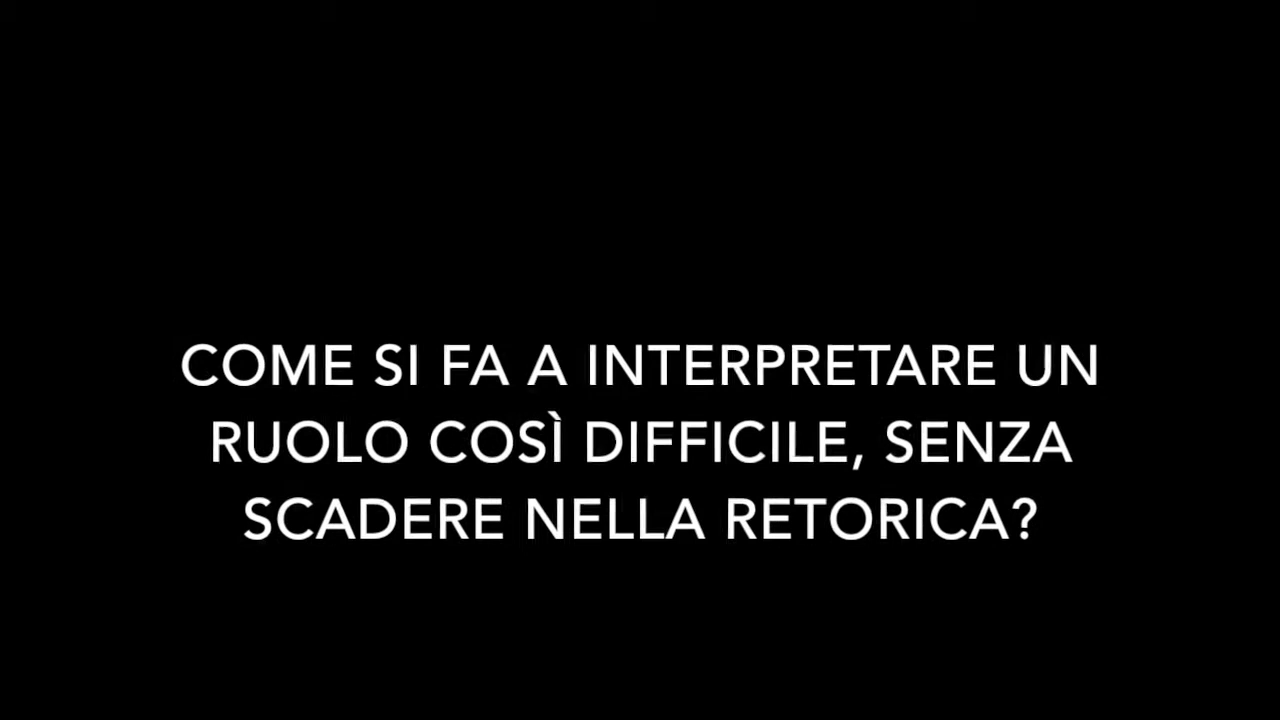 COME SI FA A INTERPRETARE UN
RUOLO COSÌ DIFFICILE, SENZA
SCADERE NELLA RETORICA?